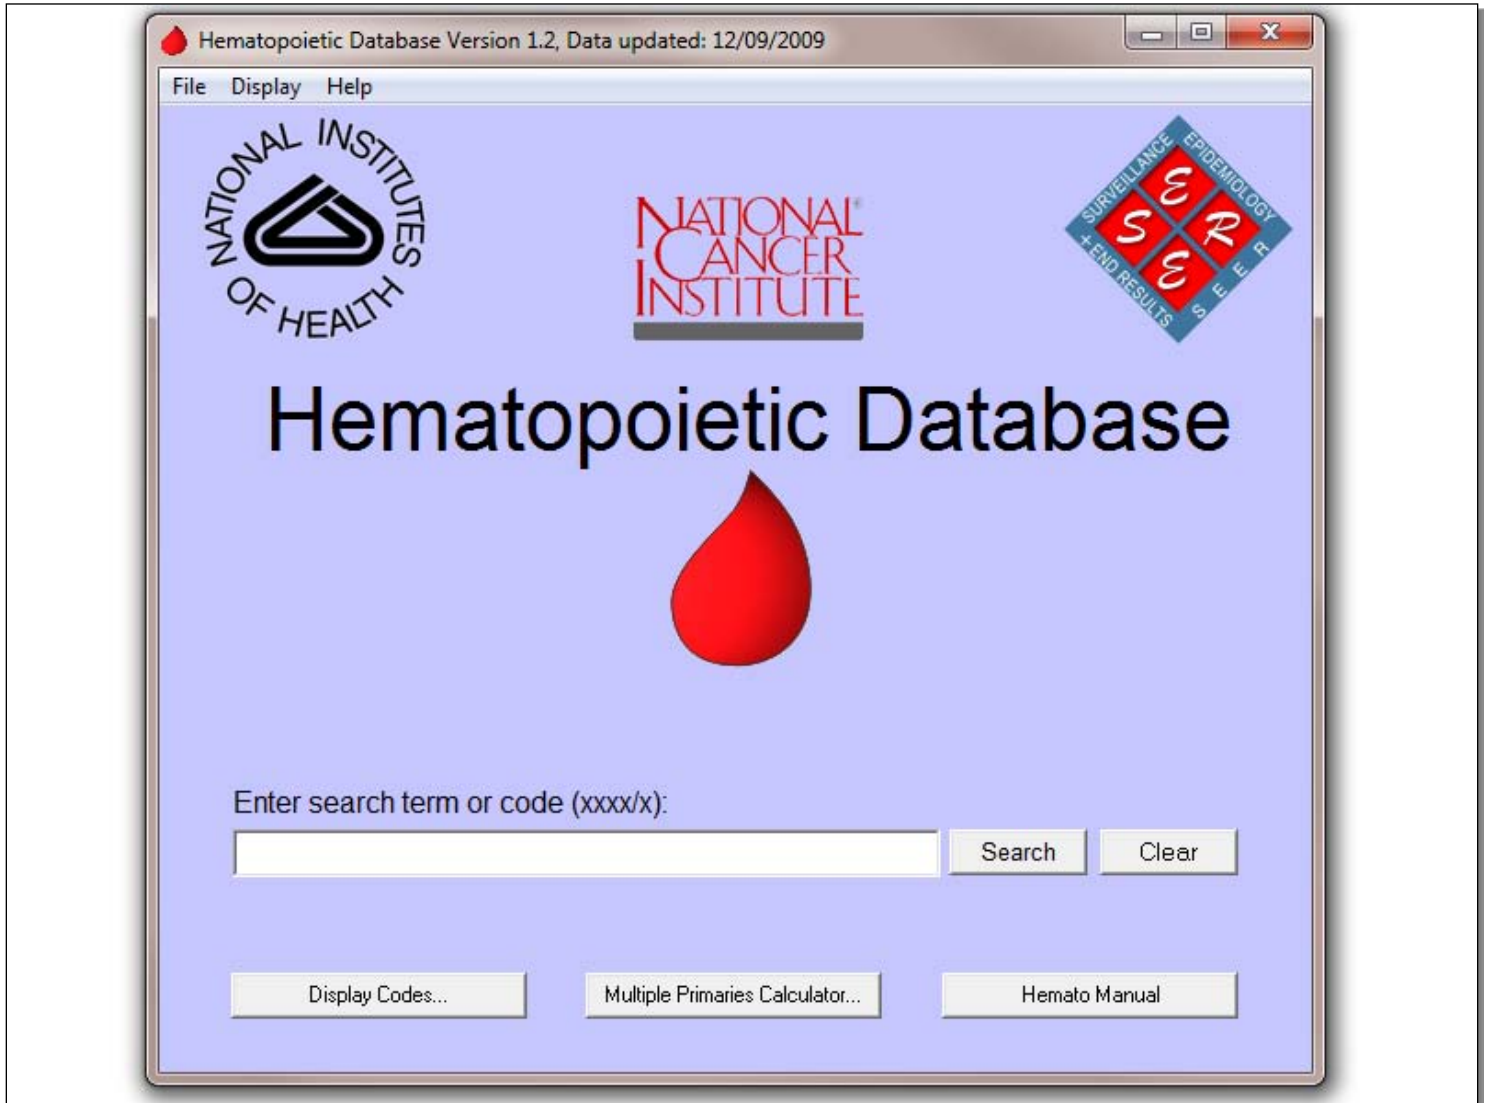 Hematopoietic Database Version 1.2, Data updated: 12/09/2009
File Display Help
NATIONAL INSTITUTES OF HEALTH
NATIONAL
CANCER
INSTITUTE
SURVEILLANCE
EPIDEMIOLOGY
+ END RESULTS
SEER
S E R E
Hematopoietic Database
Enter search term or code (xxxx/x):
Search Clear
Display Codes... Multiple Primaries Calculator... Hemato Manual